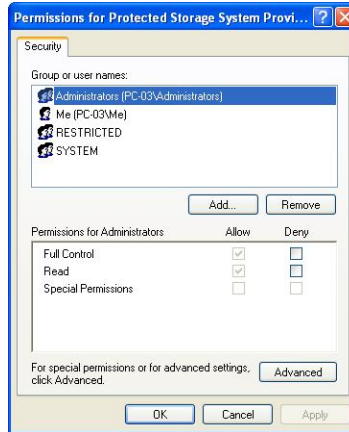 Permissions for Protected Storage System Provi...
Security
Group or user names:
Administrators (PC-03\Administrators)
Me (PC-03\Me)
RESTRICTED
SYSTEM
Add... Remove
Permissions for Administrators Allow Deny
Full Control
Read
Special Permissions
For special permissions or for advanced settings,
click Advanced.
Advanced
OK Cancel Apply